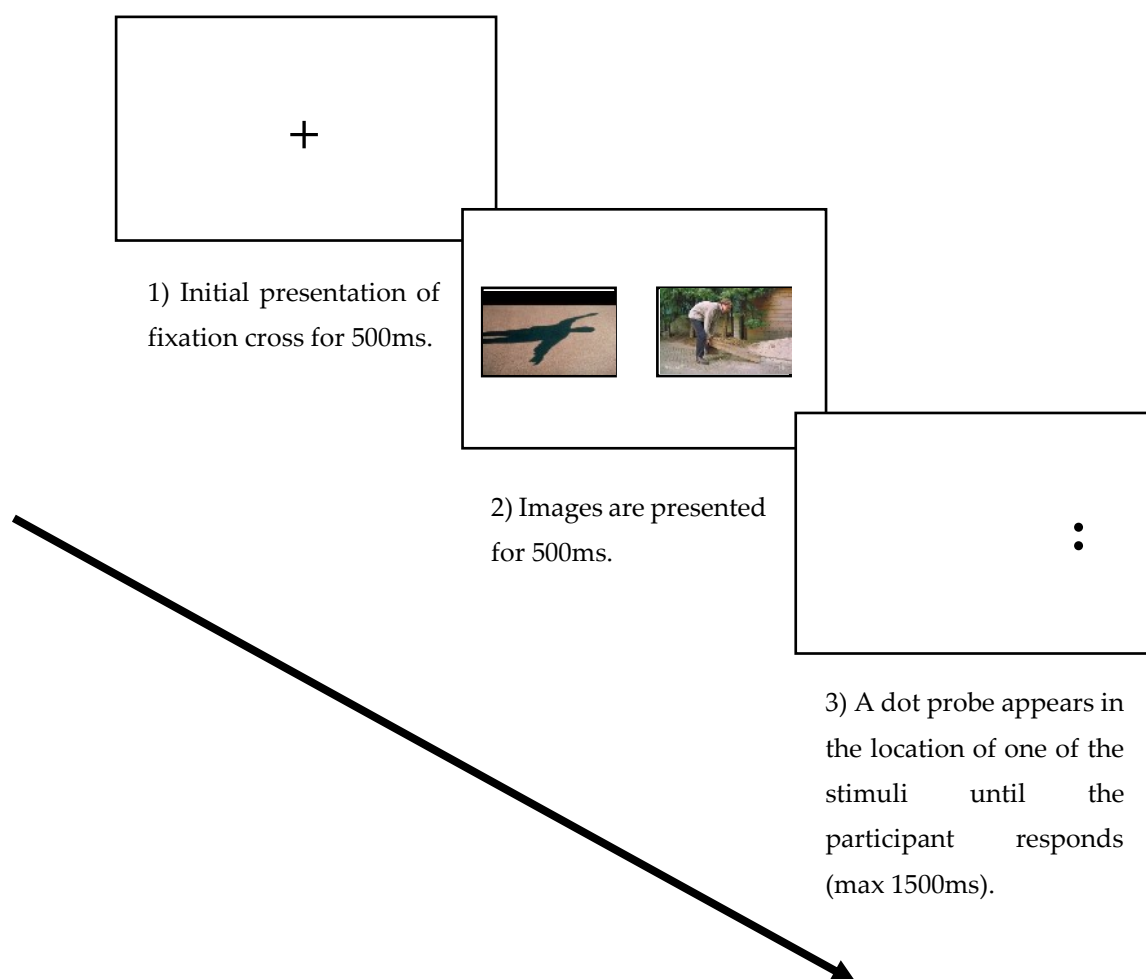 1) Initial presentation of
fixation cross for 500ms.
2) Images are presented
for 500ms.
3) A dot probe appears in
the location of one of the
stimuli until the
participant responds
(max 1500ms).